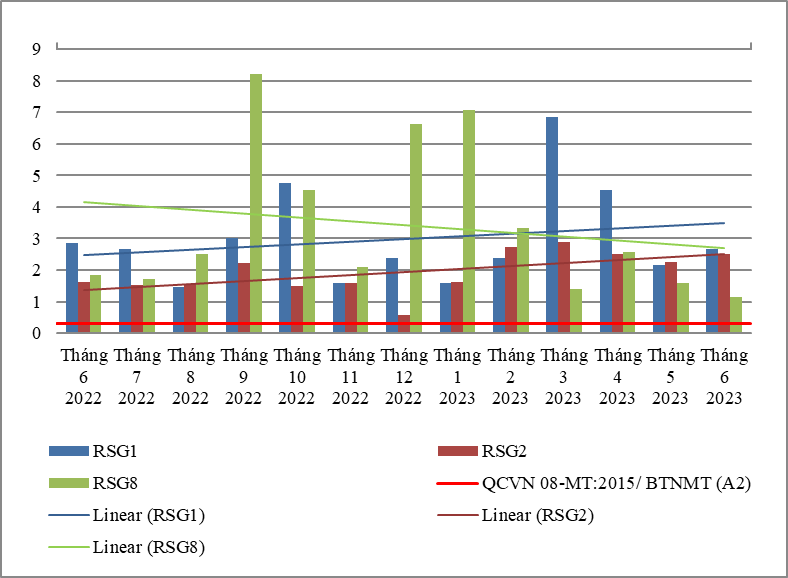 9
8
7
6
5
4
3
2
1
0
Tháng 6 2022
Tháng 7 2022
Tháng 8 2022
Tháng 9 2022
Tháng 10 2022
Tháng 11 2022
Tháng 12 2022
Tháng 1 2023
Tháng 2 2023
Tháng 3 2023
Tháng 4 2023
Tháng 5 2023
Tháng 6 2023
RSG1
RSG2
RSG8
QCVN 08-MT:2015/ BTNMT (A2)
Linear (RSG1)
Linear (RSG2)
Linear (RSG8)